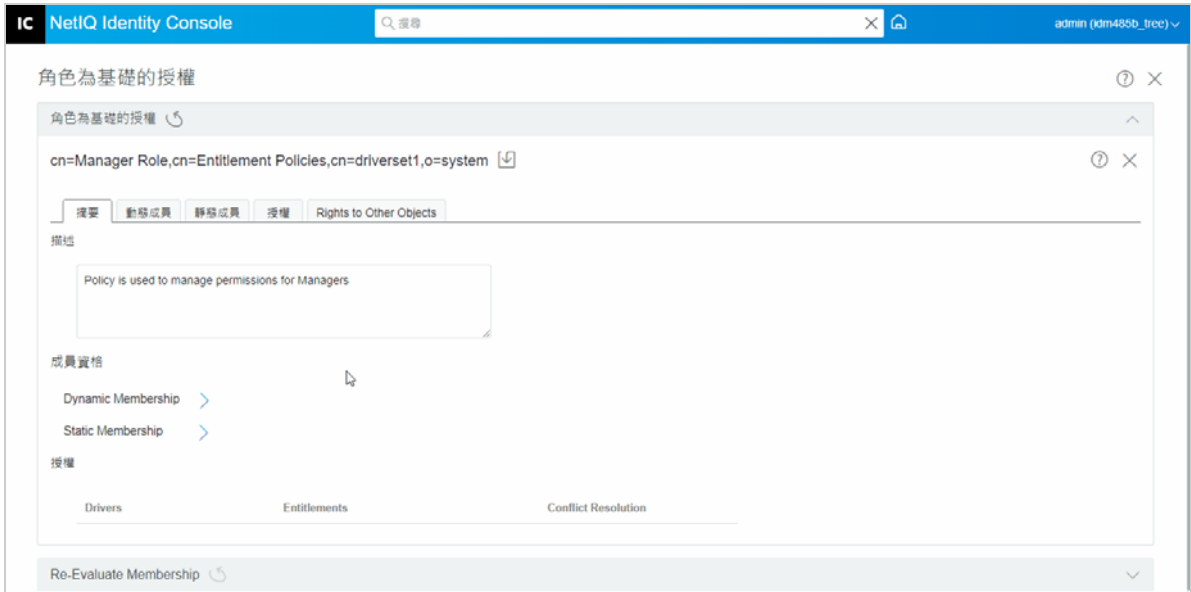 IC NetIQ Identity Console 搜尋 admin (idm485b_tree)
角色為基礎的授權
角色為基礎的授權
cn=Manager Role,cn=Entitlement Policies,cn=driverset1,o=system
摘要 動態成員 靜態成員 授權 Rights to Other Objects
描述
Policy is used to manage permissions for Managers
成員資格
Dynamic Membership
Static Membership
授權
Drivers Entitlements Conflict Resolution
Re-Evaluate Membership